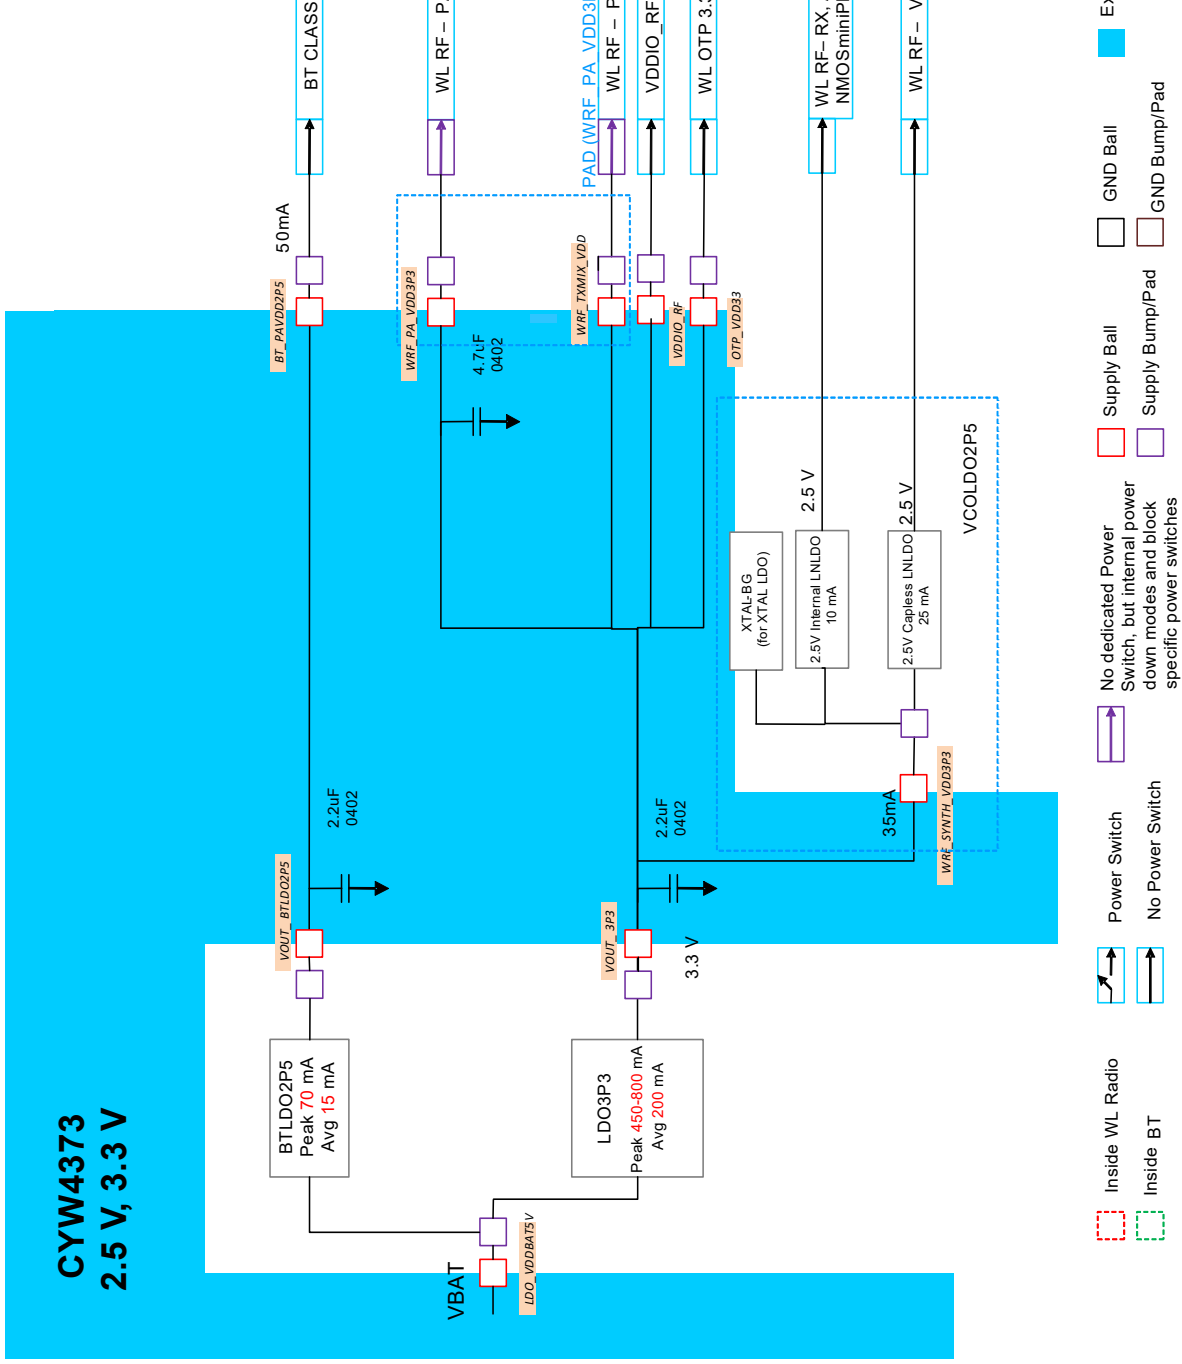 CYW4373
2.5 V, 3.3 V
VBAT
LDO_VDDBAT5V
BTLDO2P5
Peak 70 mA
Avg 15 mA
LDO3P3
Peak 450-800 mA
Avg 200 mA
VOUT_BTLDO2P5
VOUT_3P3
3.3 V
2.2uF
0402
2.2uF
0402
35mA
WRF_SYNTH_VDD3P3
XTAL-BG
(for XTAL LDO)
2.5V Internal LNLDO
10 mA
2.5V Capless LNLDO
25 mA
2.5 V
2.5 V
VCOLDO2P5
4.7uF
0402
BT_PAVDD2P5
WRF_PA_VDD3P3
WRF_TXMIX_VDD
VDDIO_RF
OTP_VDD33
50mA
BT CLASS
WL RF – P
PAD (WRF_PA_VDD3
WL RF – P
VDDIO_RF
WL OTP 3.3
WL RF– RX,
NMOSminiP
WL RF – V
Inside WL Radio
Inside BT
Power Switch
No Power Switch
No dedicated Power
Switch, but internal power
down modes and block
specific power switches
Supply Ball
Supply Bump/Pad
GND Ball
GND Bump/Pad